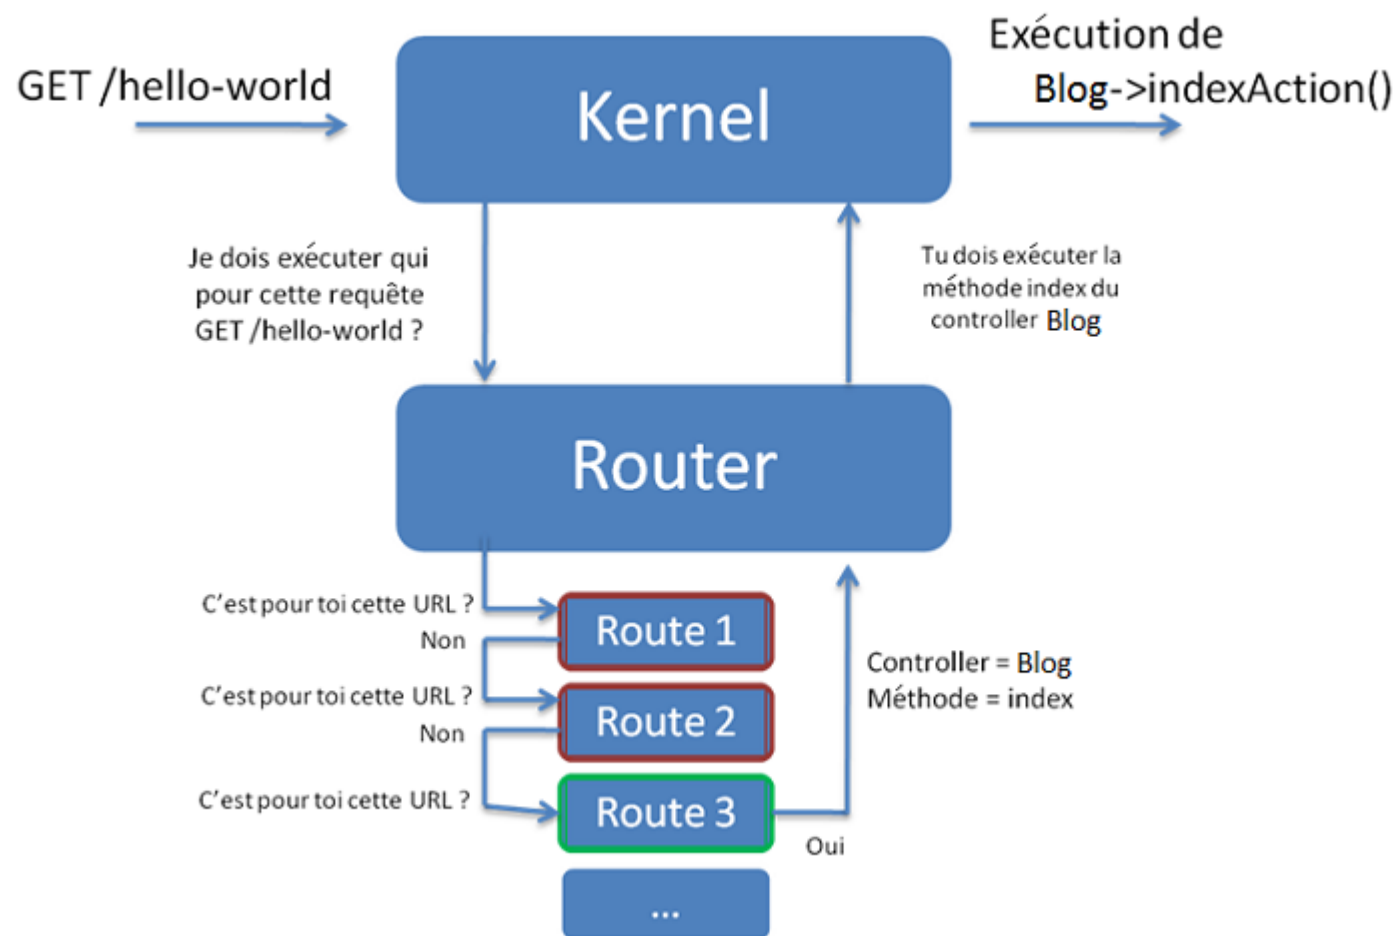 GET /hello-world
Kernel
Exécution de
Blog->indexAction()
Je dois exécuter qui
pour cette requête
GET /hello-world ?
Tu dois exécuter la
méthode index du
controller Blog
Router
C'est pour toi cette URL ?
Route 1
Non
C'est pour toi cette URL ?
Route 2
Non
C'est pour toi cette URL ?
Route 3
Oui
Controller = Blog
Méthode = index
...